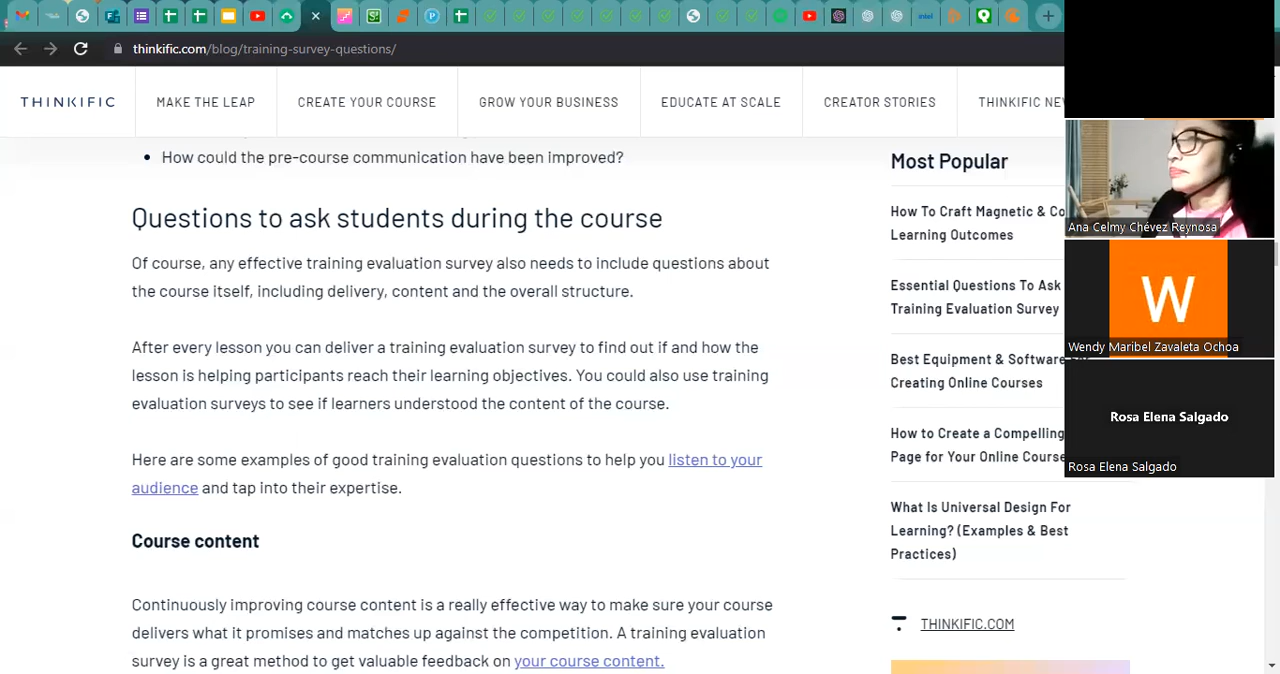 thinkific.com/blog/training-survey-questions/
THINKIFIC
MAKE THE LEAP
CREATE YOUR COURSE
GROW YOUR BUSINESS
EDUCATE AT SCALE
CREATOR STORIES
THINKIFIC
• How could the pre-course communication have been improved?
Questions to ask students during the course
Of course, any effective training evaluation survey also needs to include questions about
the course itself, including delivery, content and the overall structure.
After every lesson you can deliver a training evaluation survey to find out if and how the
lesson is helping participants reach their learning objectives. You could also use training
evaluation surveys to see if learners understood the content of the course.
Here are some examples of good training evaluation questions to help you listen to your
audience and tap into their expertise.
Course content
Continuously improving course content is a really effective way to make sure your course
delivers what it promises and matches up against the competition. A training evaluation
survey is a great method to get valuable feedback on your course content.
Most Popular
How To Craft Magnetic &
Learning Outcomes
Essential Questions To Ask
Training Evaluation Survey
Best Equipment & Software
Creating Online Courses
How to Create a Compelling
Page for Your Online Course
What Is Universal Design For
Learning? (Examples & Best
Practices)
THINKIFIC.COM
Ana Celmy Chévez Reynosa
W
Wendy Maribel Zavaleta Ochoa
Rosa Elena Salgado
Rosa Elena Salgado